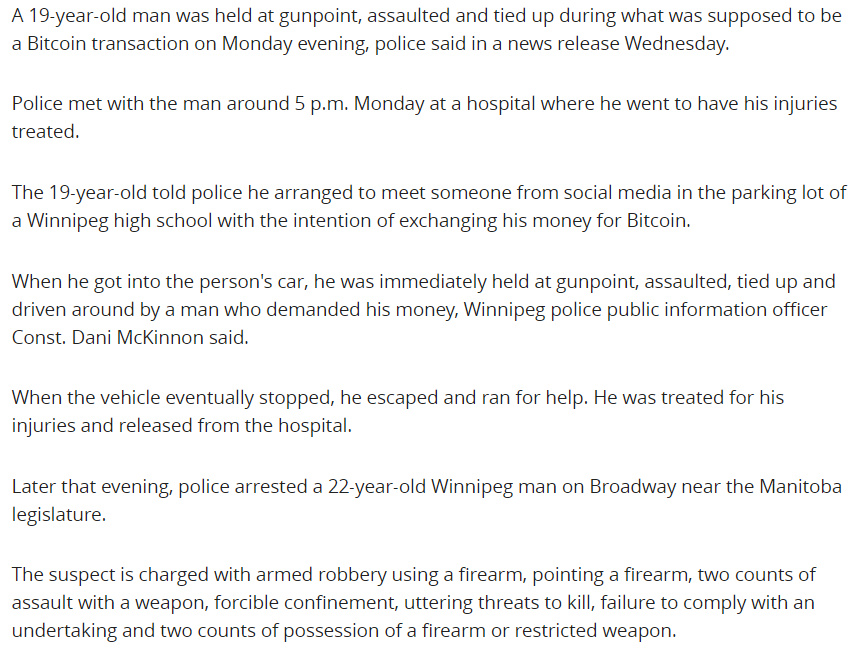 A 19-year-old man was held at gunpoint, assaulted and tied up during what was supposed to be
a Bitcoin transaction on Monday evening, police said in a news release Wednesday.
Police met with the man around 5 p.m. Monday at a hospital where he went to have his injuries
treated.
The 19-year-old told police he arranged to meet someone from social media in the parking lot of
a Winnipeg high school with the intention of exchanging his money for Bitcoin.
When he got into the person's car, he was immediately held at gunpoint, assaulted, tied up and
driven around by a man who demanded his money, Winnipeg police public information officer
Const. Dani McKinnon said.
When the vehicle eventually stopped, he escaped and ran for help. He was treated for his
injuries and released from the hospital.
Later that evening, police arrested a 22-year-old Winnipeg man on Broadway near the Manitoba
legislature.
The suspect is charged with armed robbery using a firearm, pointing a firearm, two counts of
assault with a weapon, forcible confinement, uttering threats to kill, failure to comply with an
undertaking and two counts of possession of a firearm or restricted weapon.